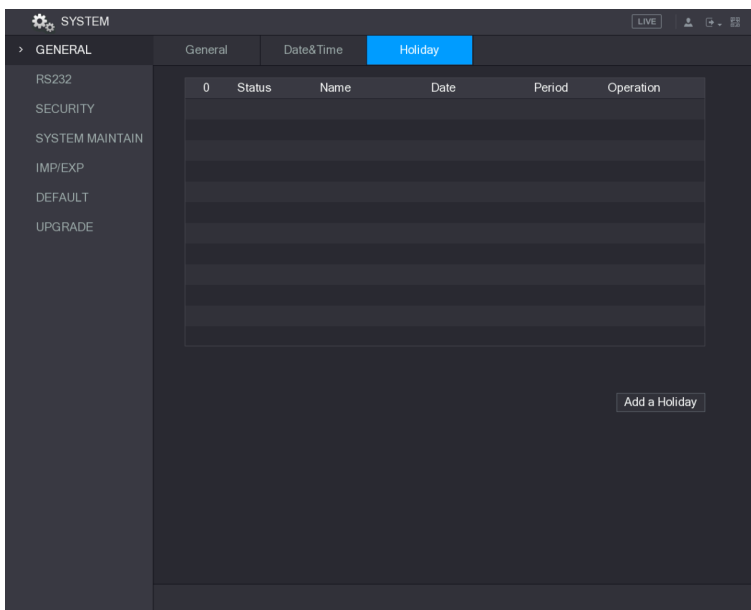 SYSTEM
LIVE
> GENERAL
General Date&Time Holiday
RS232
SECURITY
SYSTEM MAINTAIN
IMP/EXP
DEFAULT
UPGRADE
0 Status Name Date Period Operation
Add a Holiday